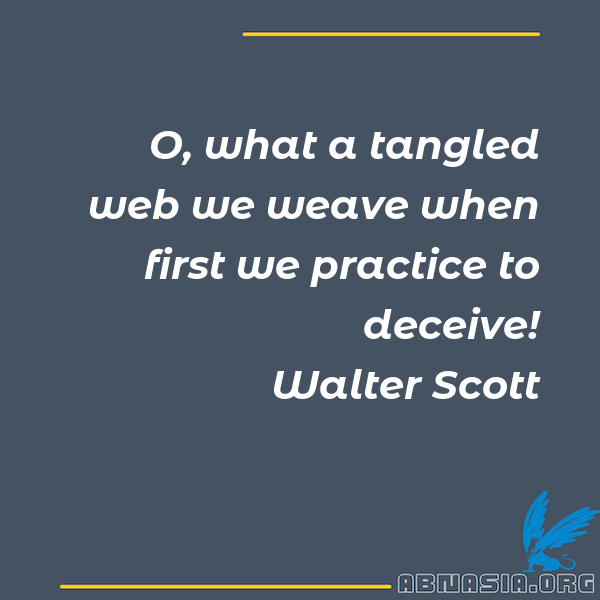 O, what a tangled
web we weave when
first we practice to
deceive!
Walter Scott
ABNASIA.ORG